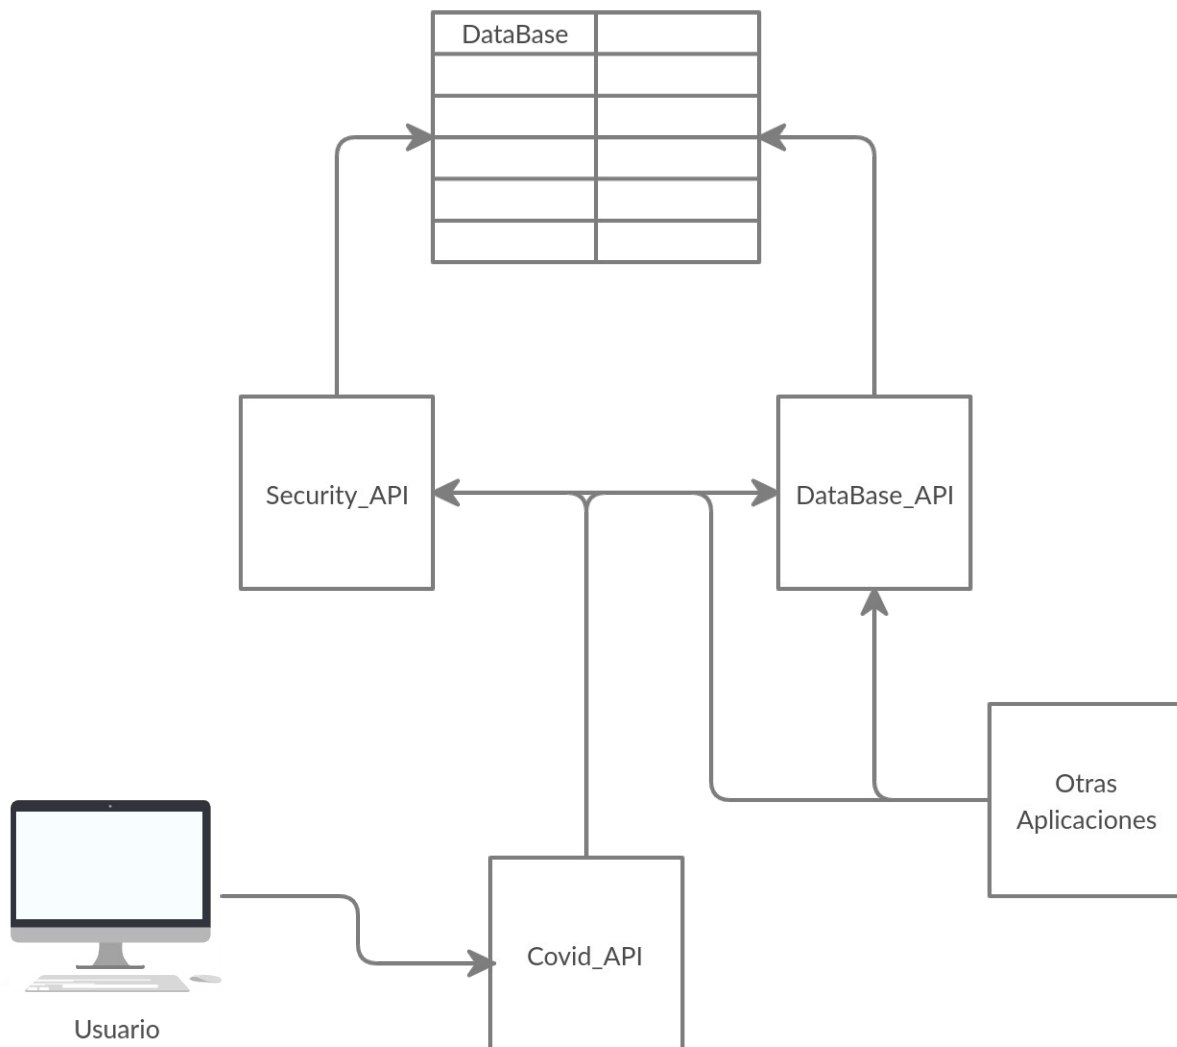 DataBase
Security_API
DataBase_API
Otras
Aplicaciones
Covid_API
Usuario